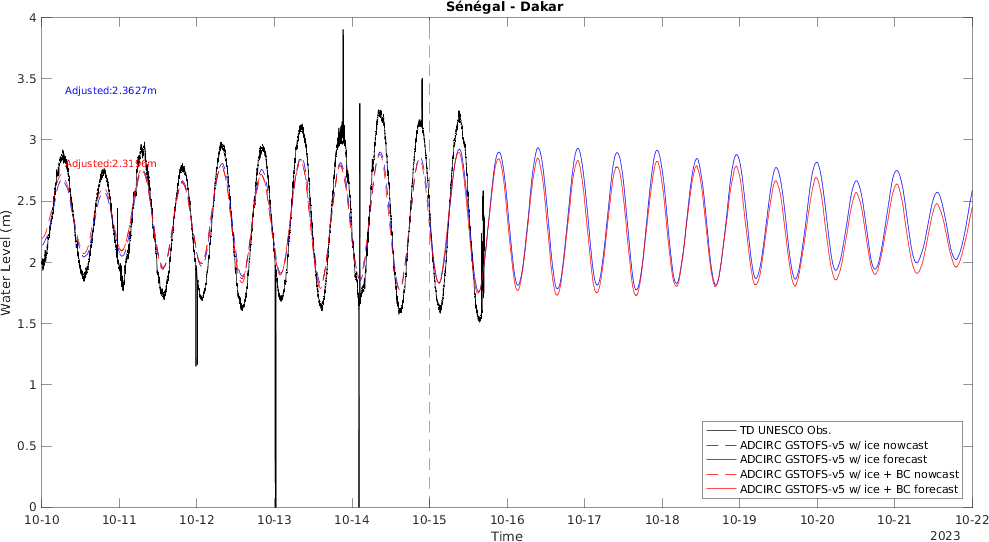 Sénégal - Dakar
Water Level (m)
4
3.5
3
2.5
2
1.5
1
0.5
0
Adjusted:2.3627m
Adjusted:2.3196m
TD UNESCO Obs.
ADCIRC GSTOFS-v5 w/ ice nowcast
ADCIRC GSTOFS-v5 w/ ice forecast
ADCIRC GSTOFS-v5 w/ ice + BC nowcast
ADCIRC GSTOFS-v5 w/ ice + BC forecast
10-10 10-11 10-12 10-13 10-14 10-15 10-16 10-17 10-18 10-19 10-20 10-21 10-22
Time
2023